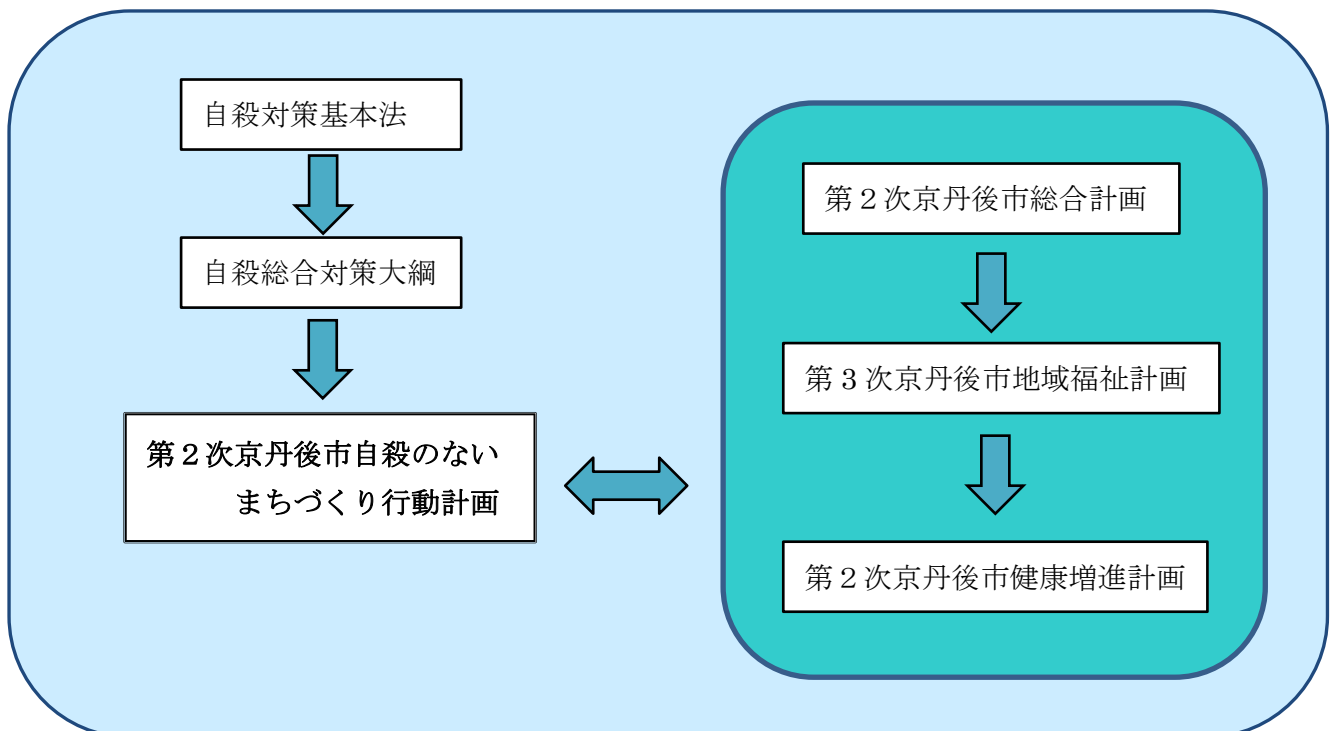 自殺対策基本法
自殺総合対策大綱
第２次京丹後市自殺のない
まちづくり行動計画
第２次京丹後市総合計画
第３次京丹後市地域福祉計画
第２次京丹後市健康増進計画